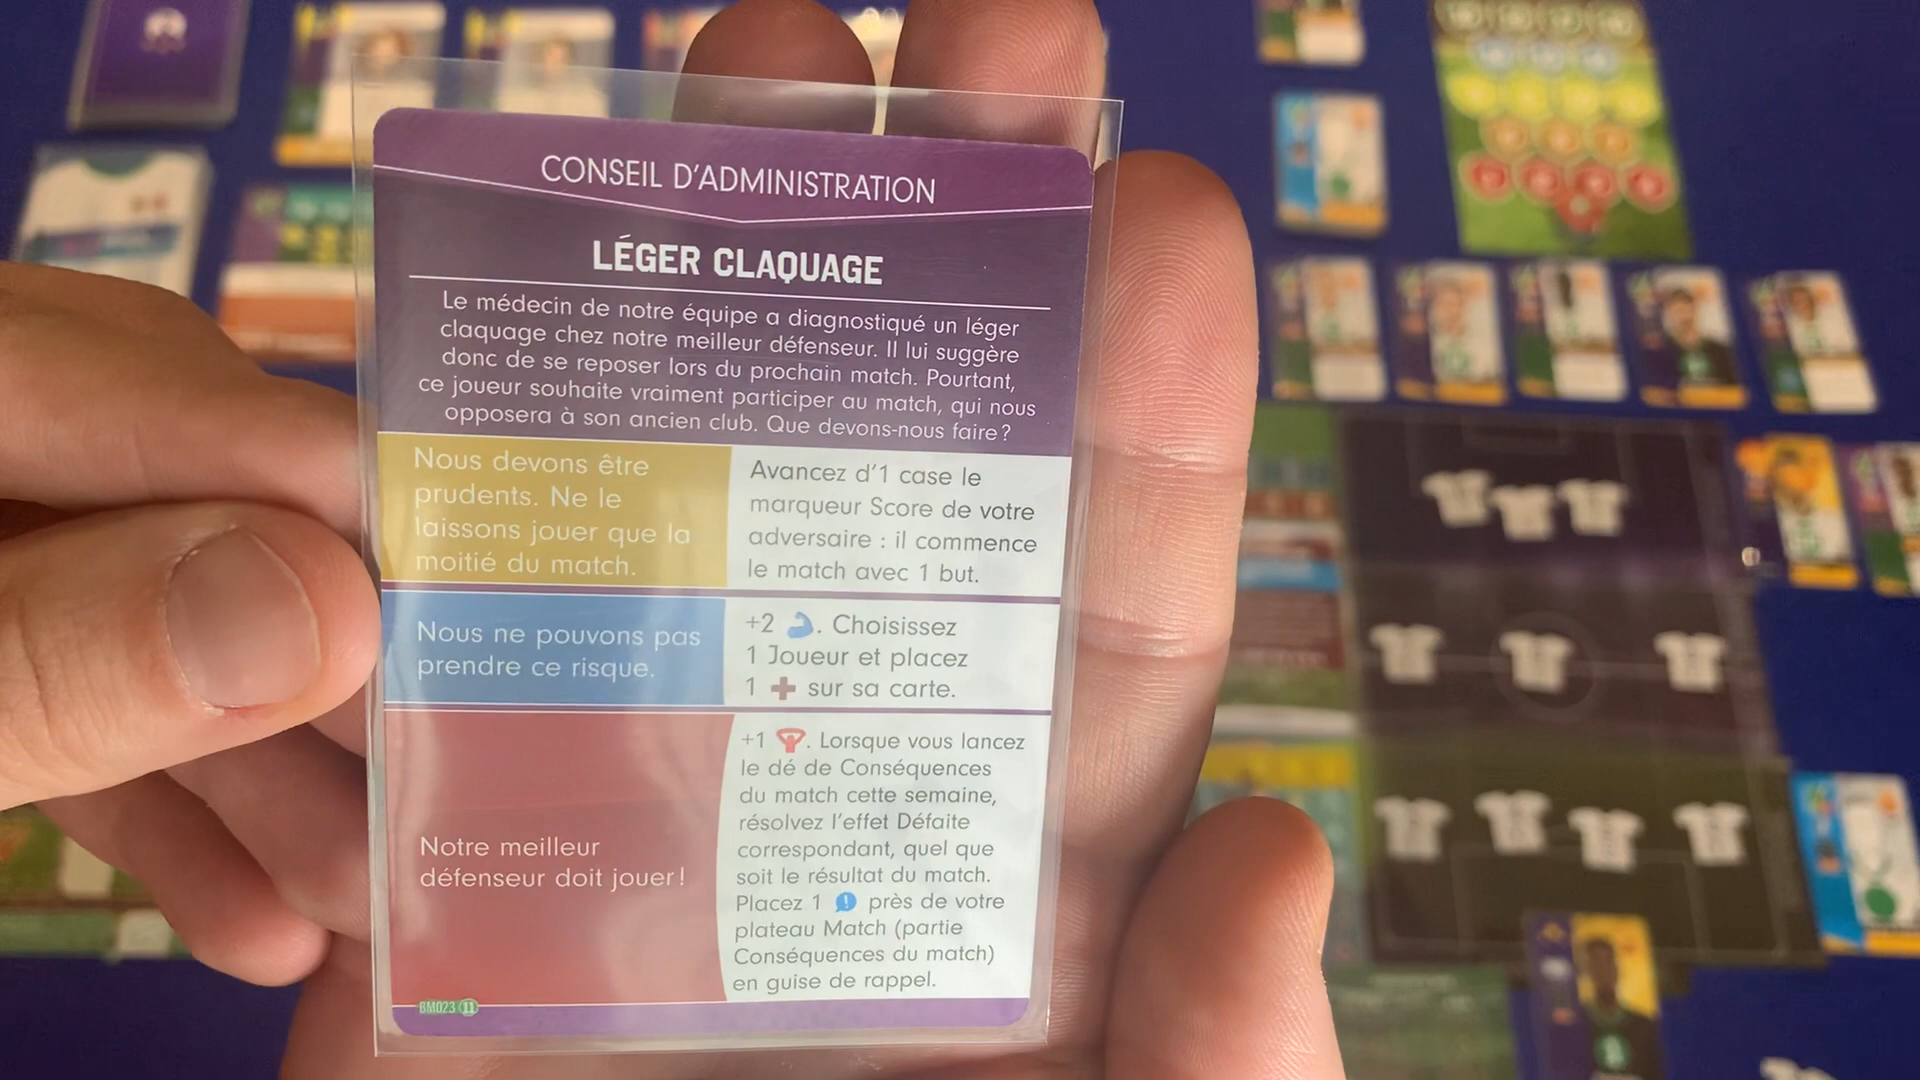 CONSEIL D'ADMINISTRATION
LÉGER CLAQUAGE
Le médecin de notre équipe a diagnostiqué un léger
claquage chez notre meilleur défenseur. Il lui suggère
donc de se reposer lors du prochain match. Pourtant,
ce joueur souhaite vraiment participer au match, qui nous
opposera à son ancien club. Que devons-nous faire ?
Nous devons être
prudents. Ne le
laissons jouer que la
moitié du match.
Avancez d'1 case le
marqueur Score de votre
adversaire : il commence
le match avec 1 but.
Nous ne pouvons pas
prendre ce risque.
+2 . Choisissez
1 Joueur et placez
1 sur sa carte.
Notre meilleur
défenseur doit jouer !
+1 . Lorsque vous lancez
le dé de Conséquences
du match cette semaine,
résolvez l'effet Défaite
correspondant, quel que
soit le résultat du match.
Placez 1 près de votre
plateau Match (partie
Conséquences du match)
en guise de rappel.
BM023 11